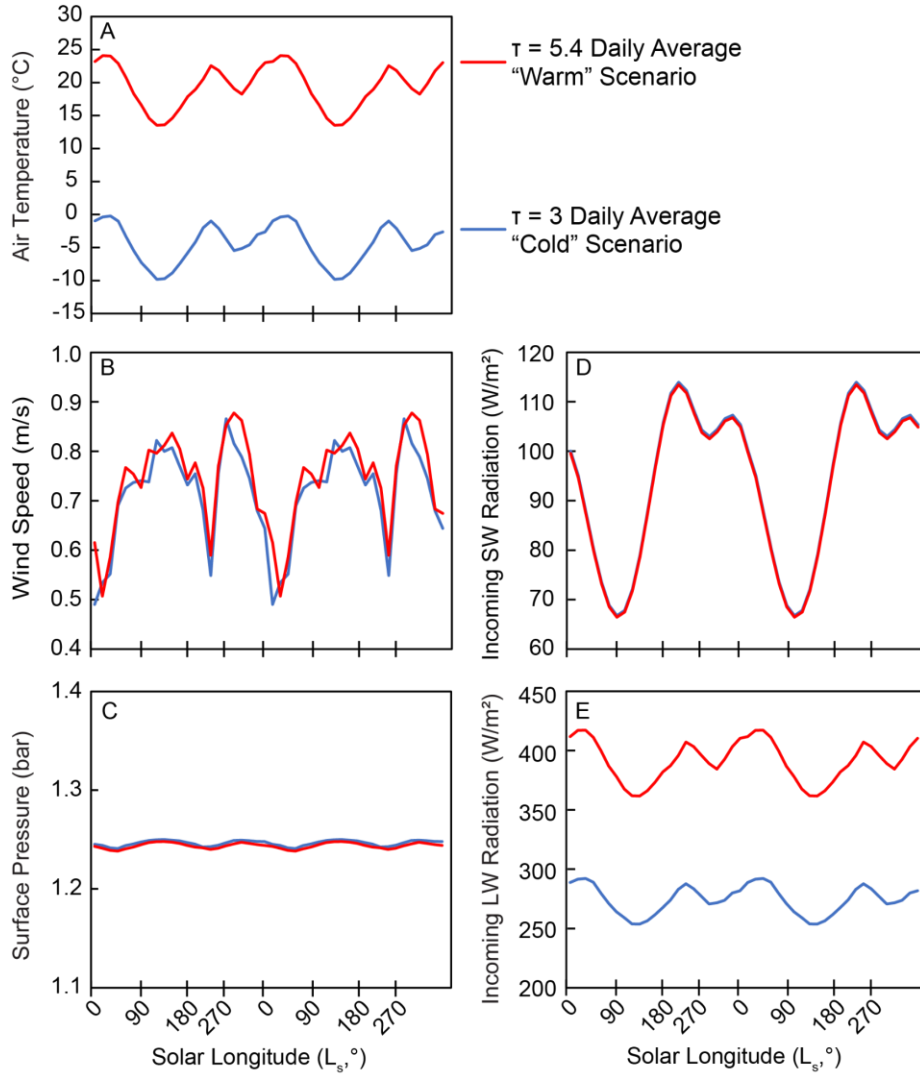 A
30
25
20
15
10
5
0
-5
-10
-15
Air Temperature (°C)
τ = 5.4 Daily Average
“Warm” Scenario
τ = 3 Daily Average
“Cold” Scenario
B
1.0
0.9
0.8
0.7
0.6
0.5
0.4
Wind Speed (m/s)
D
120
110
100
90
80
70
60
Incoming SW Radiation (W/m²)
C
1.4
1.3
1.2
1.1
Surface Pressure (bar)
0 90 180 270 0 90 180 270
Solar Longitude (Lₛ,°)
E
450
400
350
300
250
200
Incoming LW Radiation (W/m²)
0 90 180 270 0 90 180 270
Solar Longitude (Lₛ,°)